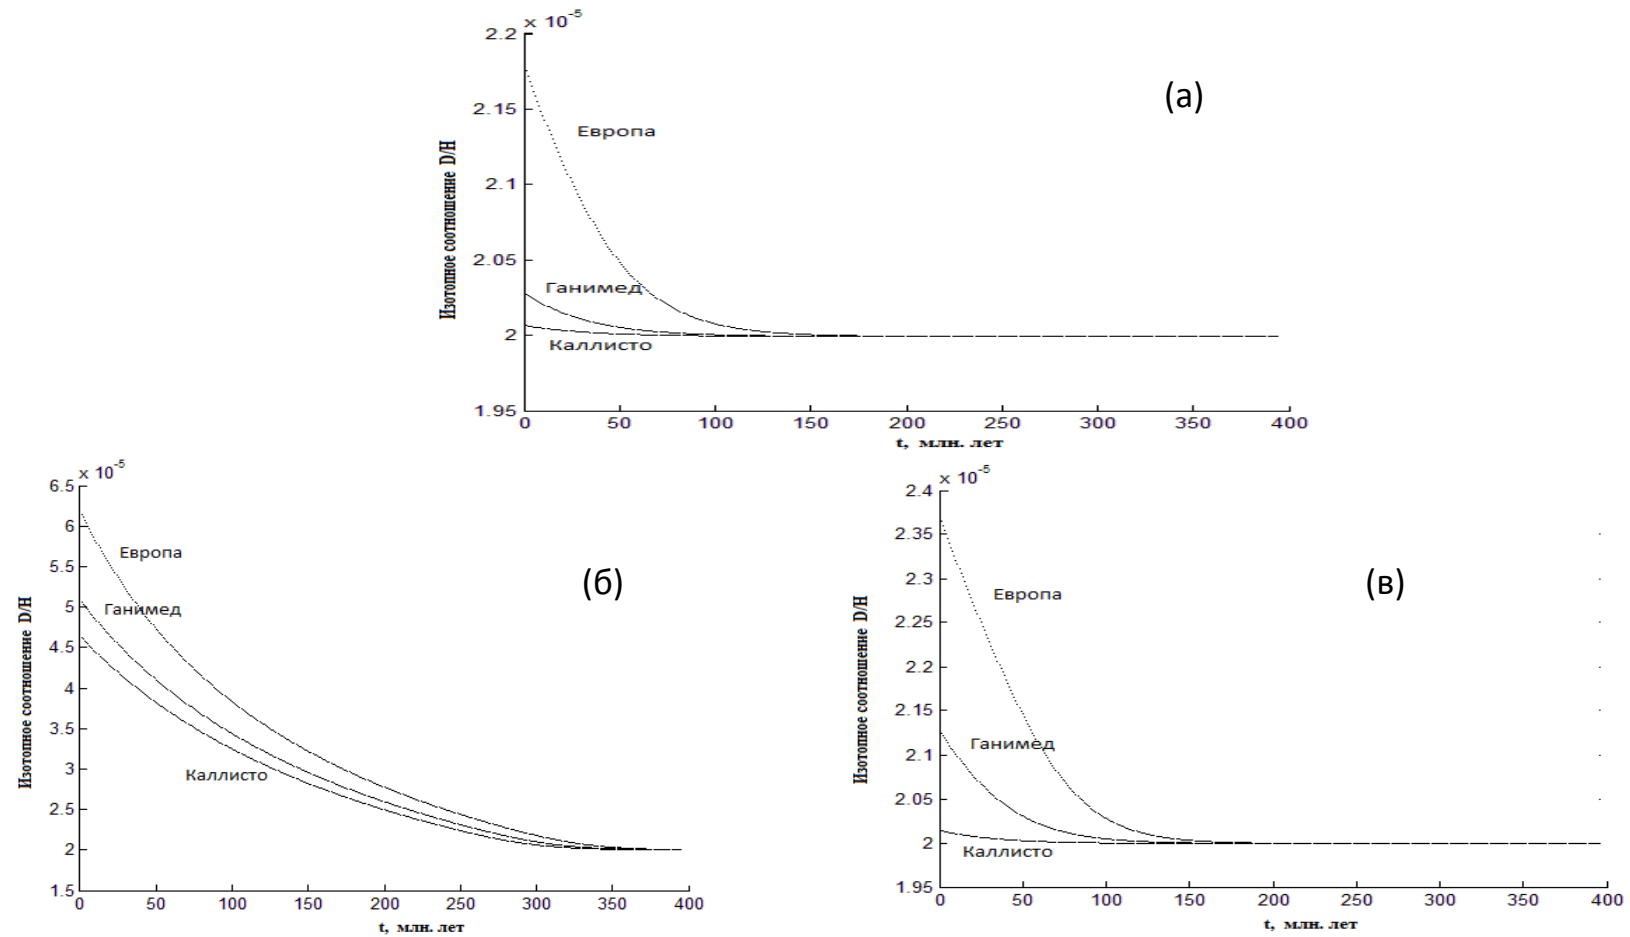 x 10-5
2.2
(а)
2.15
Европа
2.1
2.05
Ганимед
2
Каллисто
1.95
0 50 100 150 200 250 300 350 400
t, млн. лет
Изотопное соотношение D/H
x 10-5
6.5
6
Европа
5.5
(б)
5
Ганимед
4.5
4
3.5
3
Каллисто
2.5
2
1.5
0 50 100 150 200 250 300 350 400
t, млн. лет
Изотопное соотношение D/H
x 10-5
2.4
2.35
2.3
Европа
(в)
2.25
2.2
2.15
2.1
Ганимед
2.05
2
Каллисто
1.95
0 50 100 150 200 250 300 350 400
t, млн. лет
Изотопное соотношение D/H